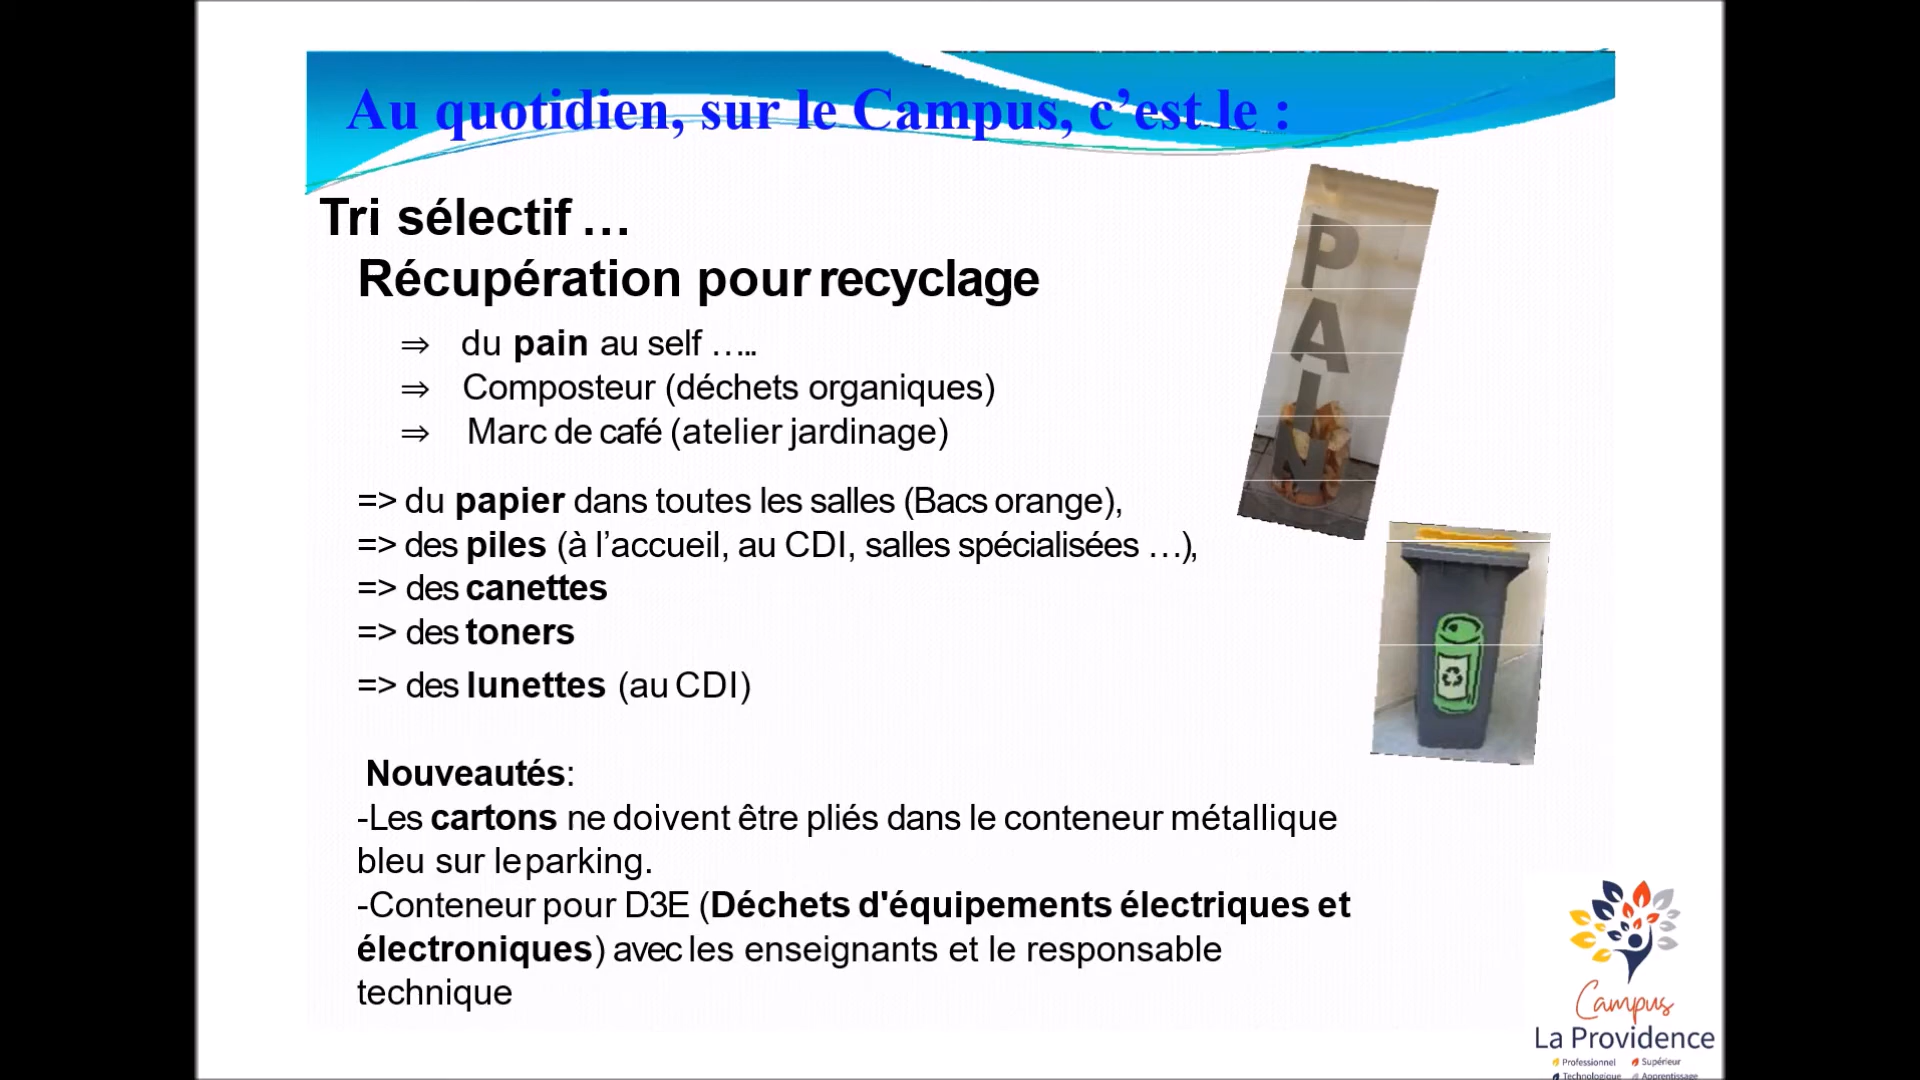 Au quotidien, sur le Campus, c’est le :
Tri sélectif …
Récupération pour recyclage
⇒ du pain au self …..
⇒ Composteur (déchets organiques)
⇒ Marc de café (atelier jardinage)
=> du papier dans toutes les salles (Bacs orange),
=> des piles (à l’accueil, au CDI, salles spécialisées …),
=> des canettes
=> des toners
=> des lunettes (au CDI)
Nouveautés:
-Les cartons ne doivent être pliés dans le conteneur métallique
bleu sur le parking.
-Conteneur pour D3E (Déchets d'équipements électriques et
électroniques) avec les enseignants et le responsable
technique
PAIN
Campus
La Providence
Professionnel Supérieur
Technologique Apprentissage